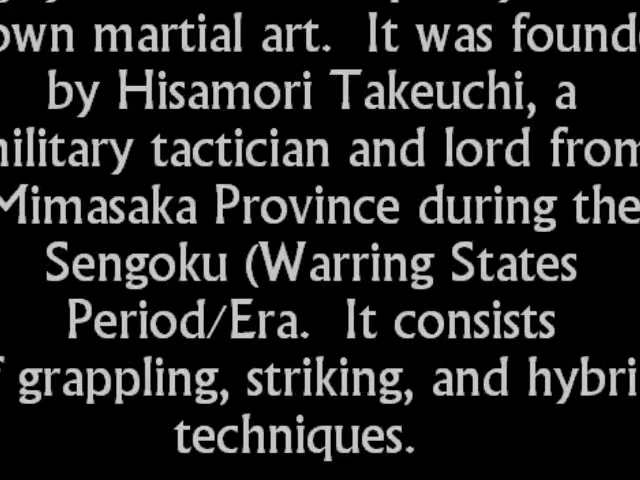 own martial art. It was found
by Hisamori Takeuchi, a
military tactician and lord from
Mimasaka Province during the
Sengoku (Warring States
Period/Era. It consists
grappling, striking, and hybri
techniques.